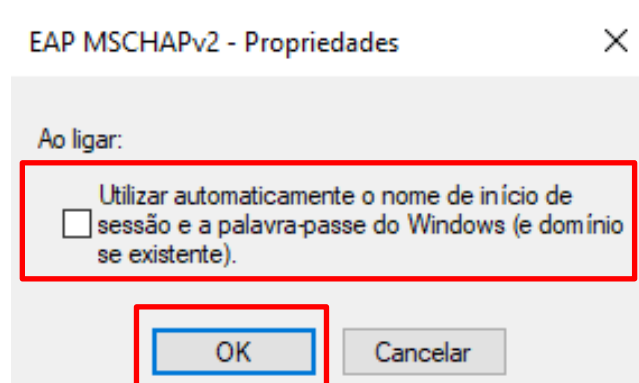 EAP MSCHAPv2 - Propriedades
Ao ligar:
Utilizar automaticamente o nome de início de
sessão e a palavra-passe do Windows (e domínio
se existente).
OK
Cancelar